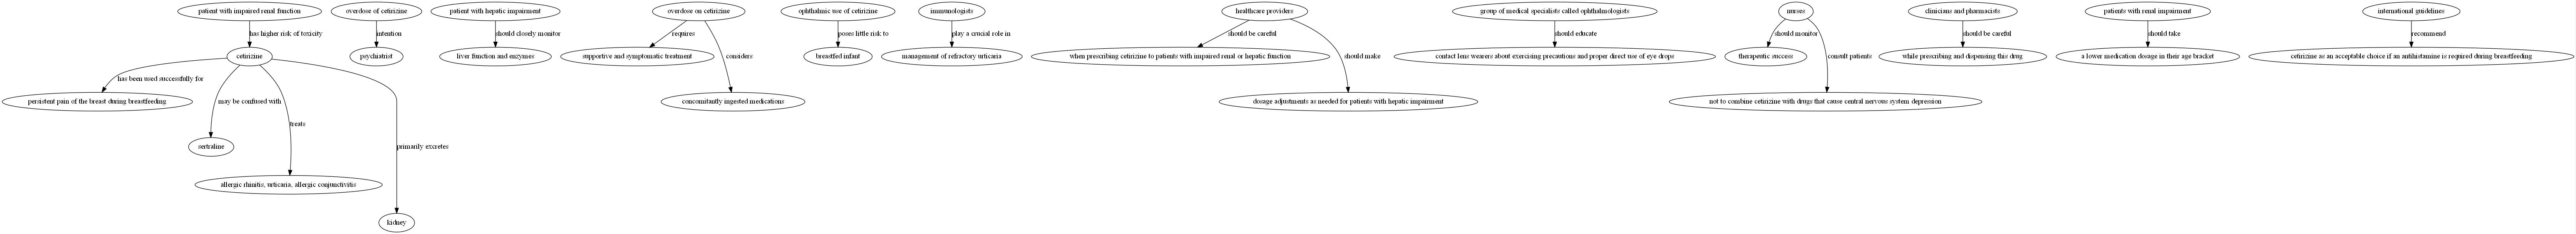 patient with impaired renal function
overdose of cetirizine
patient with hepatic impairment
overdose on cetirizine
ophthalmic use of cetirizine
immunologists
healthcare providers
group of medical specialists called ophthalmologists
nurses
clinicians and pharmacists
patients with renal impairment
international guidelines
has higher risk of toxicity
intention
should closely monitor
requires
considers
poses little risk to
play a crucial role in
should be careful
should make
should educate
should monitor
consult patients
should be careful
should take
recommend
cetirizine
psychiatrist
liver function and enzymes
supportive and symptomatic treatment
breastfed infant
management of refractory urticaria
when prescribing cetirizine to patients with impaired renal or hepatic function
contact lens wearers about exercising precautions and proper direct use of eye drops
therapeutic success
while prescribing and dispensing this drug
a lower medication dosage in their age bracket
cetirizine as an acceptable choice if an antihistamine is required during breastfeeding
has been used successfully for
may be confused with
treats
primarily excretes
persistent pain of the breast during breastfeeding
concomitantly ingested medications
dosage adjustments as needed for patients with hepatic impairment
not to combine cetirizine with drugs that cause central nervous system depression
sertraline
allergic rhinitis, urticaria, allergic conjunctivitis
kidney